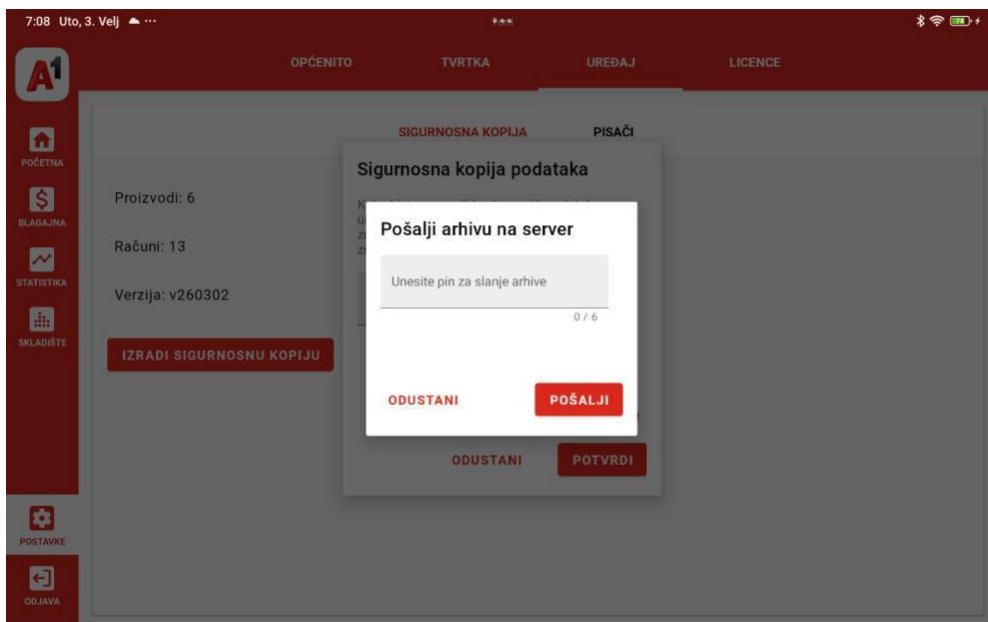 7:08 Uto, 3. Velj
74
A1
OPĆENITO TVRTKA UREĐAJ LICENCE
SIGURNOSNA KOPIJA PISAČI
POČETNA
BLAGAJNA
STATISTIKA
SKLADIŠTE
POSTAVKE
ODJAVA
Proizvodi: 6
Računi: 13
Verzija: v260302
IZRADI SIGURNOSNU KOPIJU
Sigurnosna kopija podataka
Pošalji arhivu na server
Unesite pin za slanje arhive
0 / 6
ODUSTANI POŠALJI
ODUSTANI POTVRDI